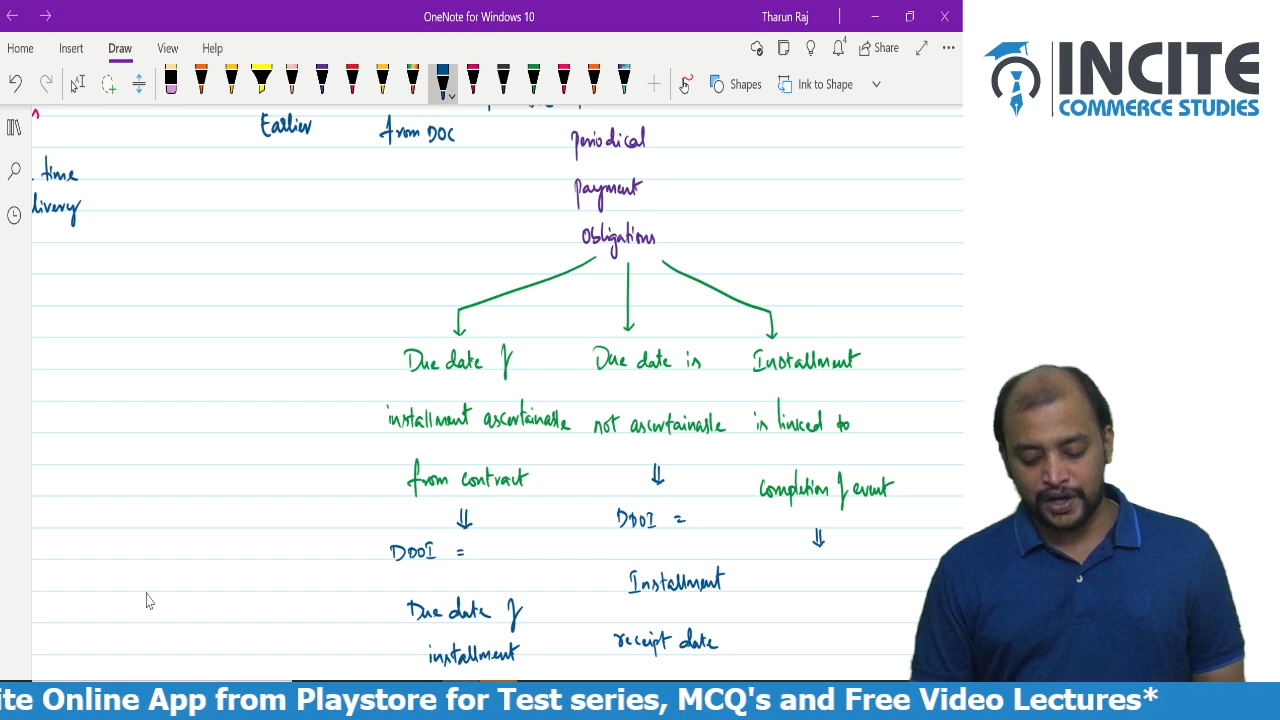 OneNote for Windows 10
Tharun Raj
Home Insert Draw View Help
4
Share
Shapes
Ink to Shape
INCITE
COMMERCE STUDIES
Earlier
from DOC
time
livery
periodical
payment
obligations
Due date of
installment ascertainable
from contract
DDOI =
Due date of
installment
Due date is
not ascertainable
DDOI =
Installment
receipt date
Installment
is linked to
Completion of event
ite Online App from Playstore for Test series, MCQ's and Free Video Lectures*